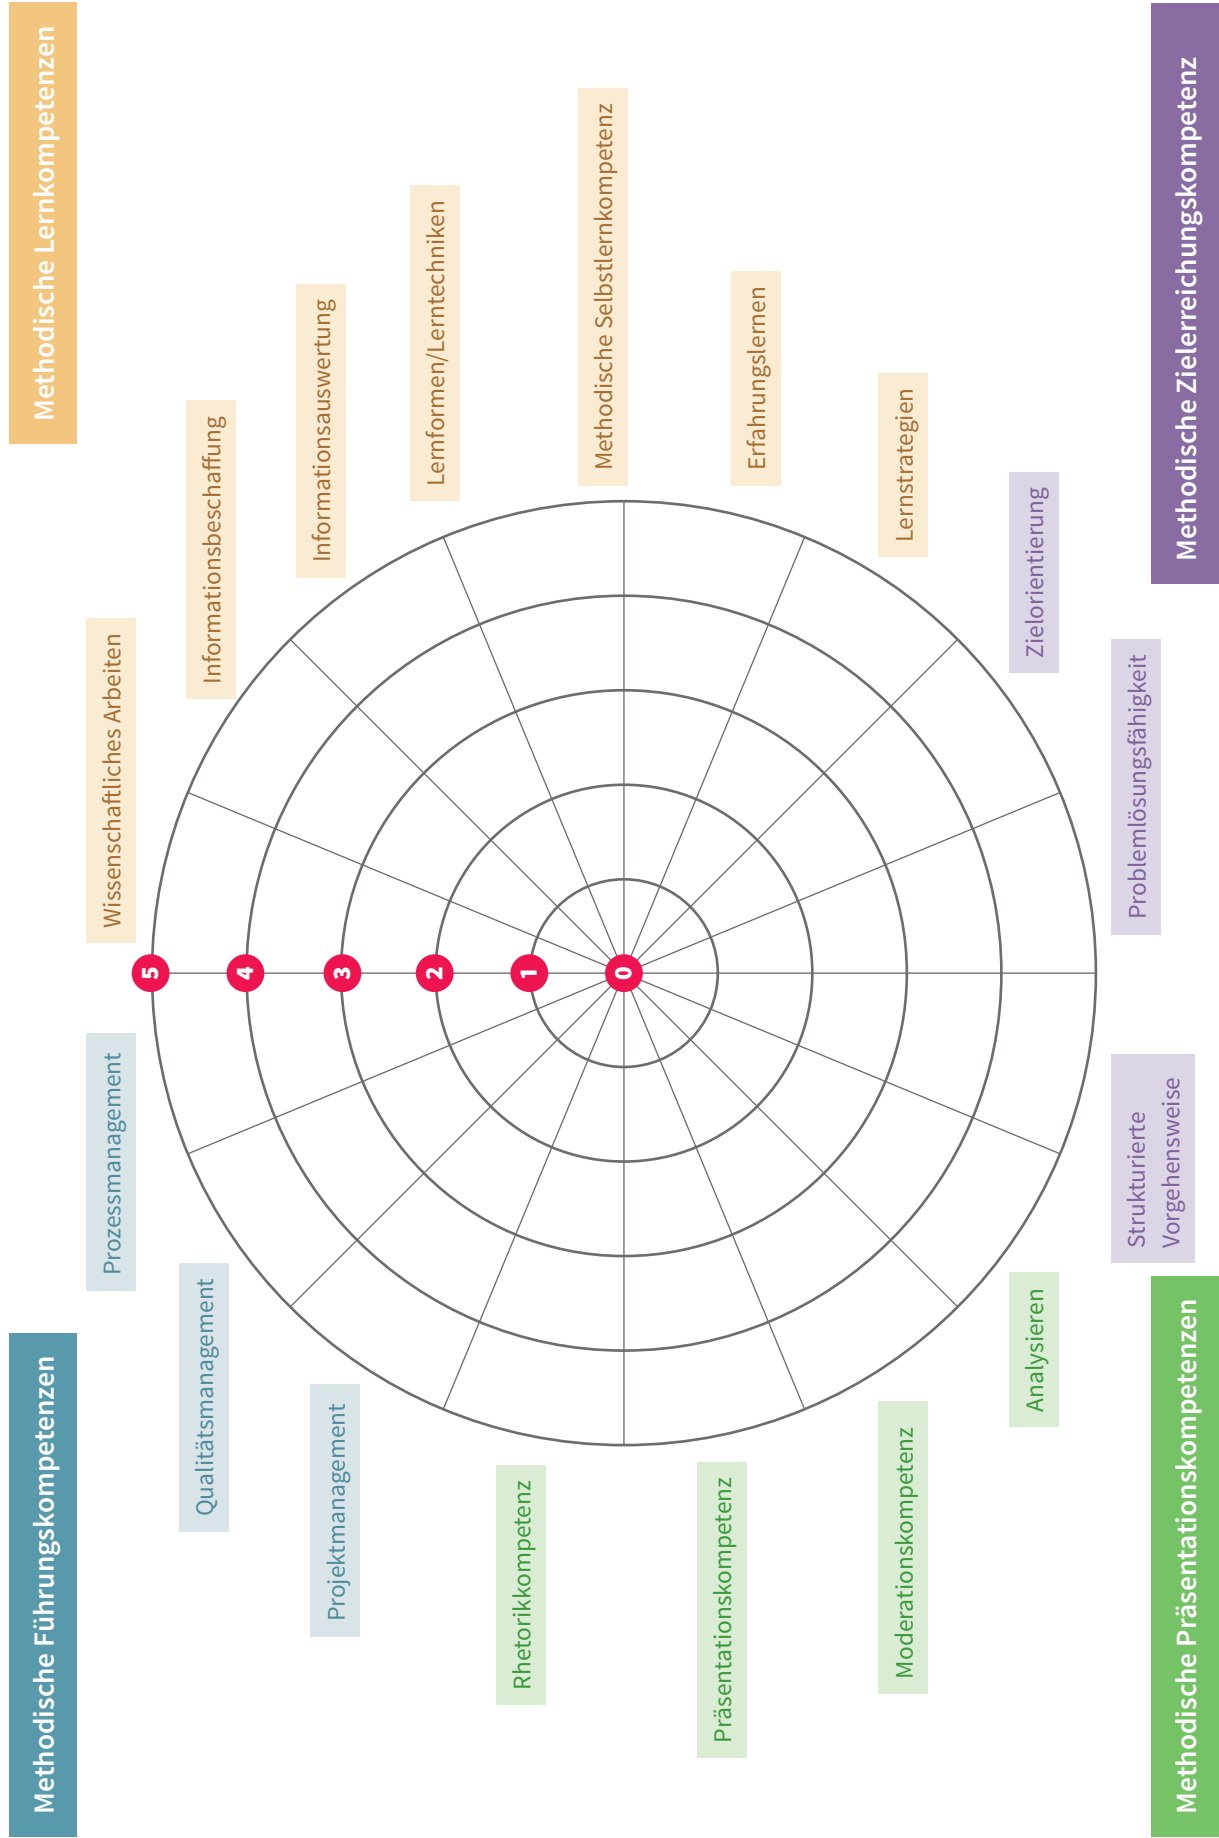 Methodische Führungskompetenzen
Methodische Lernkompetenzen
Prozessmanagement
Qualitätsmanagement
Projektmanagement
Wissenschaftliches Arbeiten
Informationsbeschaffung
Informationsauswertung
Lernformen/Lerntechniken
Methodische Selbstlernkompetenz
Erfahrungslernen
Lernstrategien
5
4
3
2
1
0
Rhetorikkompetenz
Präsentationskompetenz
Moderationskompetenz
Analysieren
Zielorientierung
Problemlösungsfähigkeit
Strukturierte
Vorgehensweise
Methodische Präsentationskompetenzen
Methodische Zielerreichungskompetenz